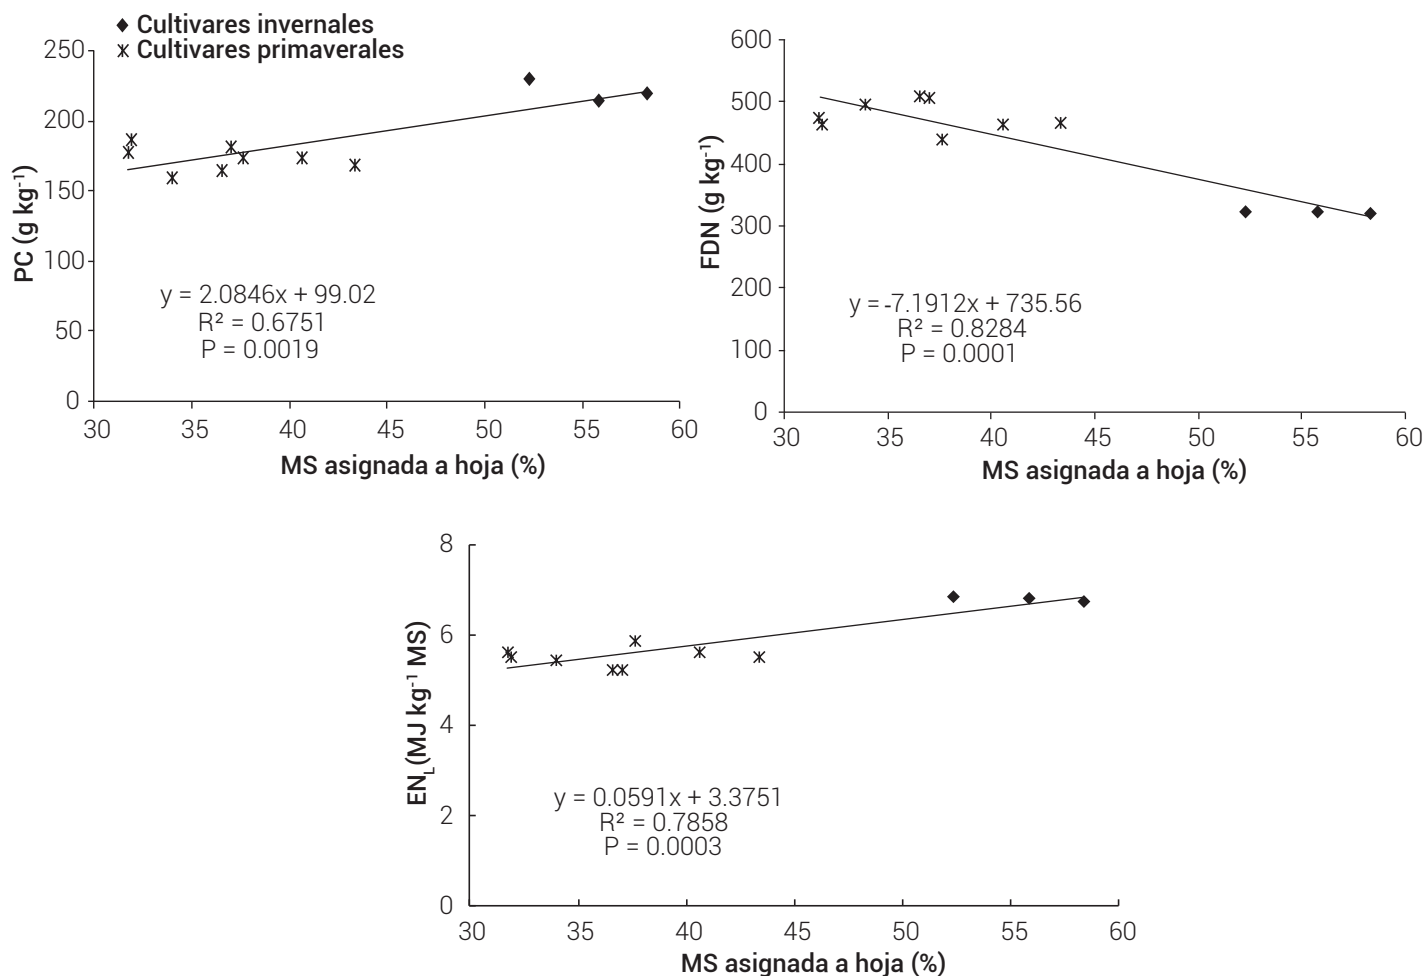 ◆ Cultivares invernales
Cultivares primaverales
250
200
150
100
50
0
PC (g kg⁻¹)
y = 2.0846x + 99.02
R² = 0.6751
P = 0.0019
30 35 40 45 50 55 60
MS asignada a hoja (%)
600
500
400
300
200
100
0
FDN (g kg⁻¹)
y = -7.1912x + 735.56
R² = 0.8284
P = 0.0001
30 35 40 45 50 55 60
MS asignada a hoja (%)
8
6
4
2
0
EN_L (MJ kg⁻¹ MS)
y = 0.0591x + 3.3751
R² = 0.7858
P = 0.0003
30 35 40 45 50 55 60
MS asignada a hoja (%)